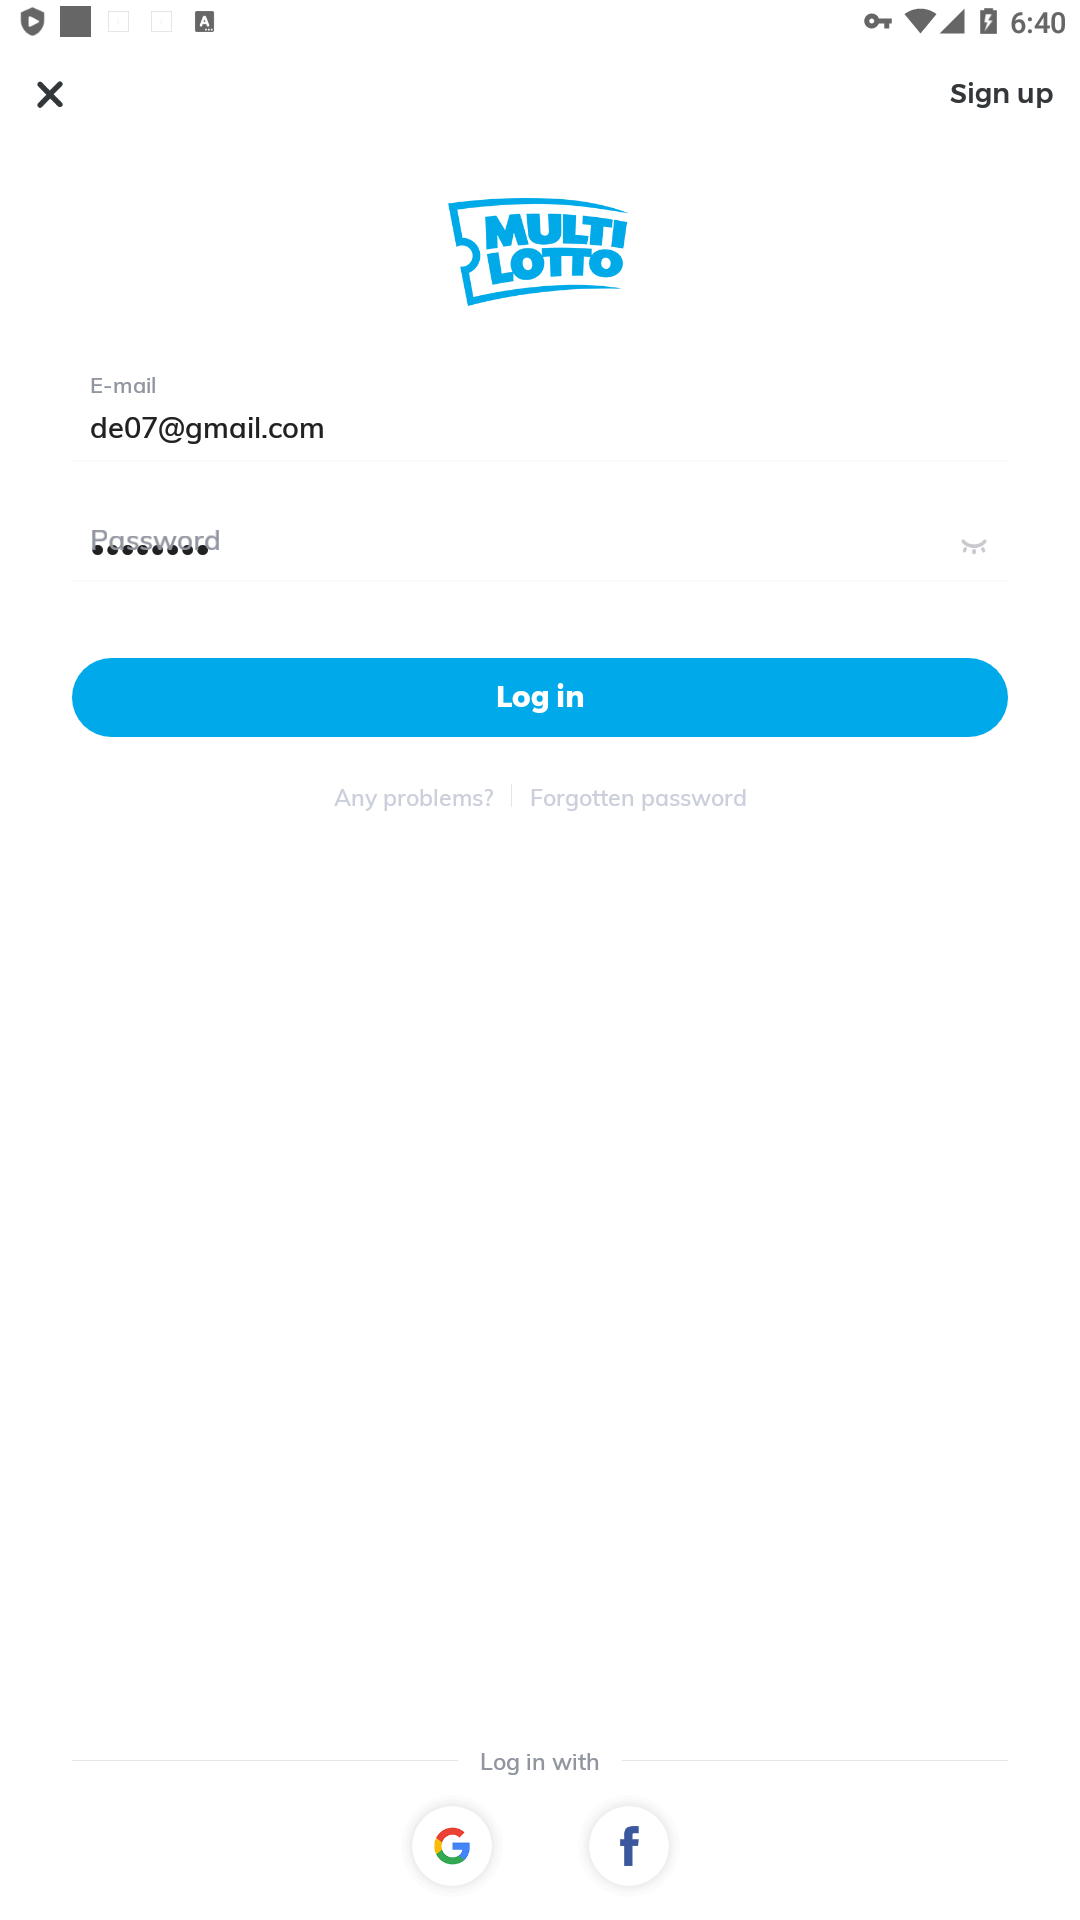 6:40
Sign up
MULTI
LOTTO
E-mail
de07@gmail.com
Password
Log in
Any problems?
Forgotten password
Log in with